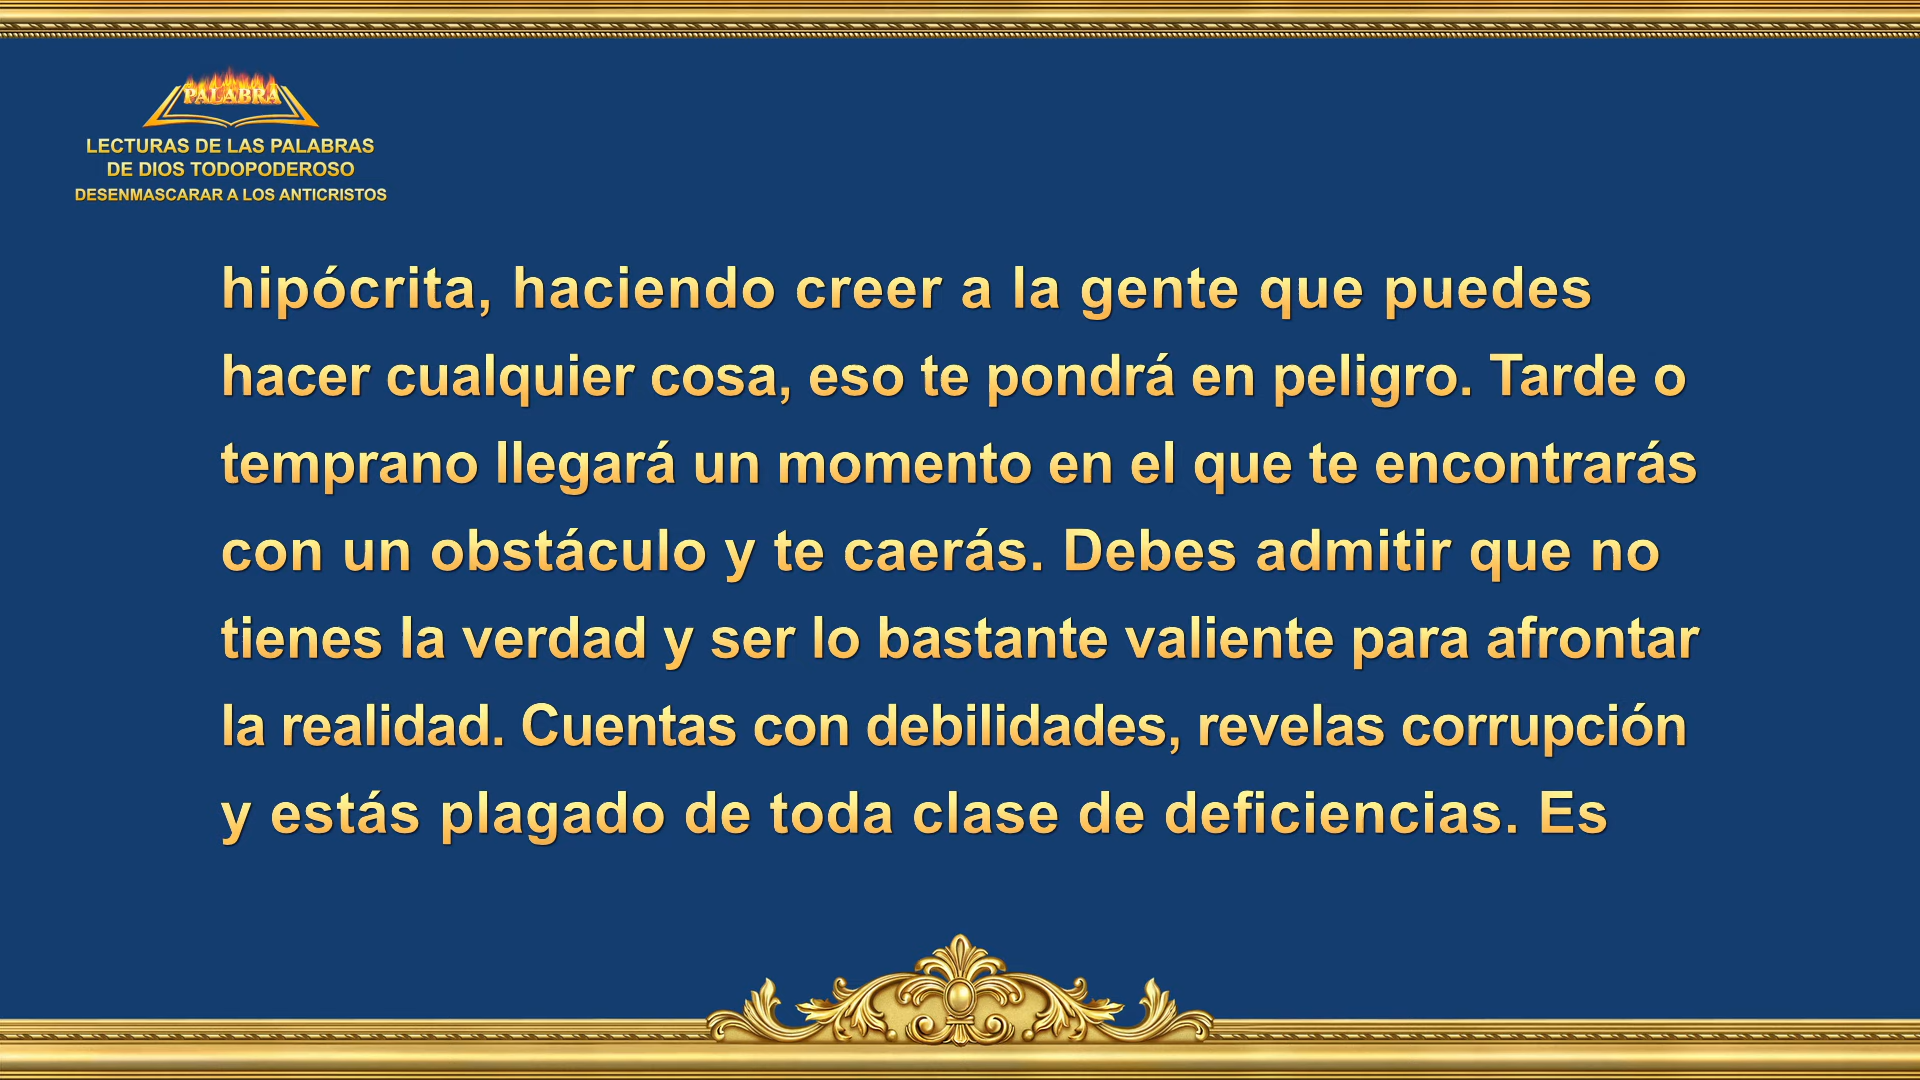 PALABRA
LECTURAS DE LAS PALABRAS
DE DIOS TODOPODEROSO
DESENMASCARAR A LOS ANTICRISTOS
hipócrita, haciendo creer a la gente que puedes
hacer cualquier cosa, eso te pondrá en peligro. Tarde o
temprano llegará un momento en el que te encontrarás
con un obstáculo y te caerás. Debes admitir que no
tienes la verdad y ser lo bastante valiente para afrontar
la realidad. Cuentas con debilidades, revelas corrupción
y estás plagado de toda clase de deficiencias. Es